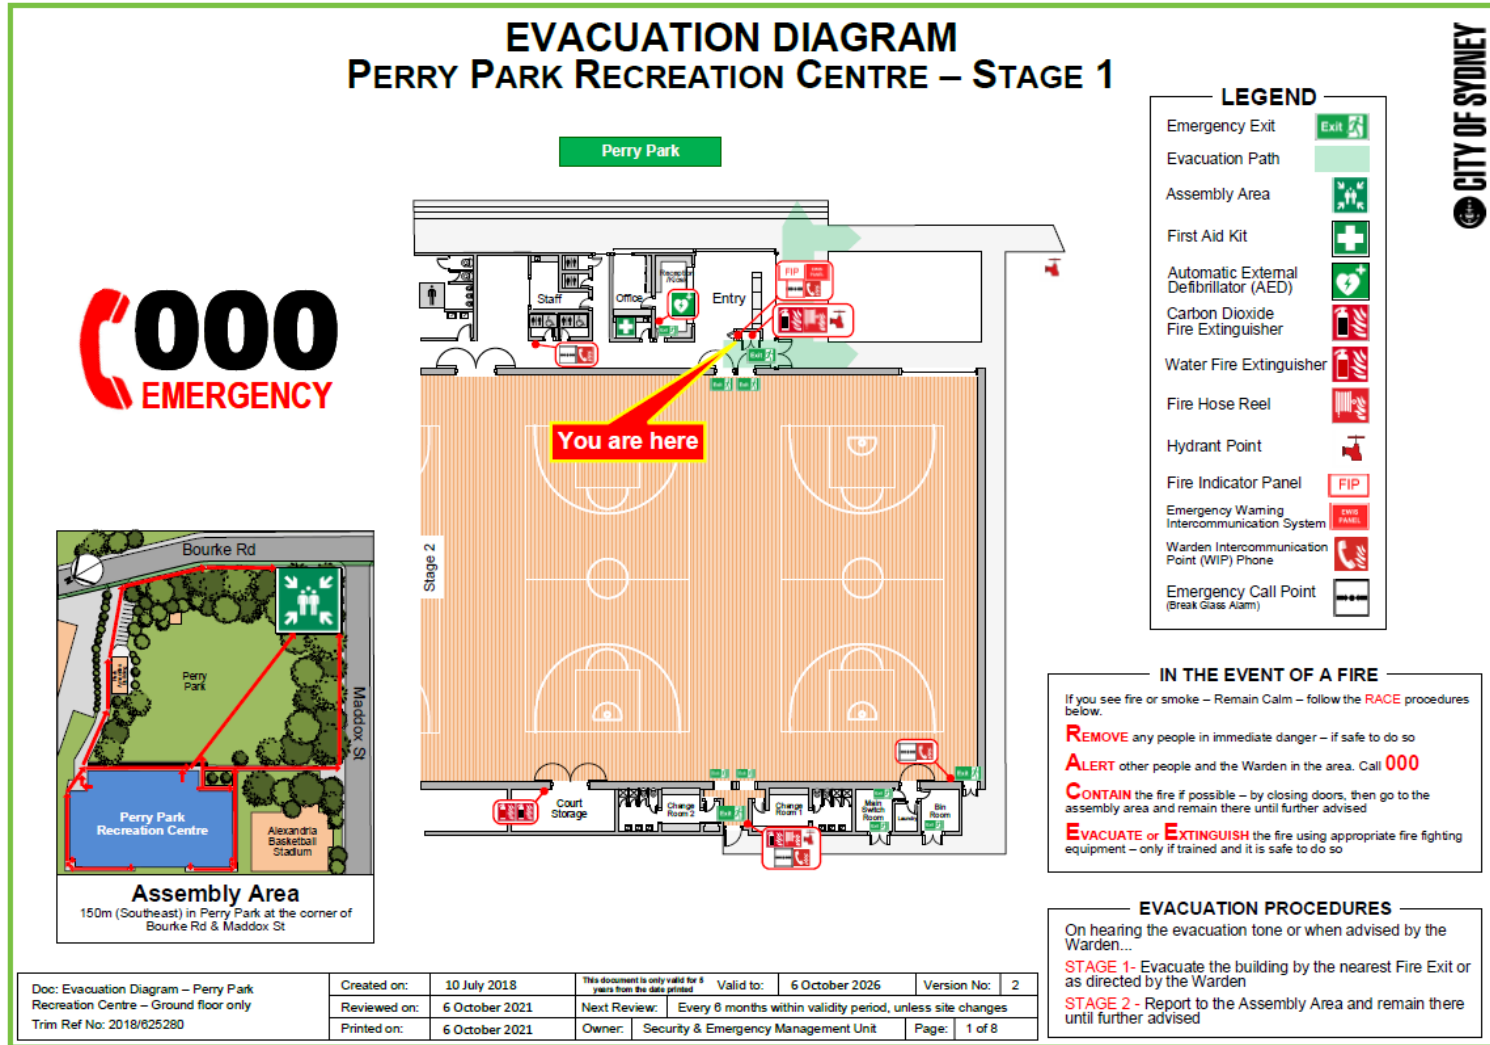 EVACUATION DIAGRAM
PERRY PARK RECREATION CENTRE – STAGE 1
CITY OF SYDNEY
Perry Park
LEGEND
Emergency Exit
Exit
Evacuation Path
Assembly Area
First Aid Kit
Automatic External
Defibrillator (AED)
Carbon Dioxide
Fire Extinguisher
Water Fire Extinguisher
Fire Hose Reel
Hydrant Point
Fire Indicator Panel
FIP
Emergency Warning
Intercommunication System
EWIS
PANEL
Warden Intercommunication
Point (WIP) Phone
Emergency Call Point
(Break Glass Alarm)
000
EMERGENCY
Staff
Office
Reception
/Kiosk
Entry
FIP
Exit
Exit
Exit
Exit
You are here
Stage 2
Court
Storage
Change
Room 2
Exit
Exit
Exit
Change
Room 1
Main
Switch
Room
Exit
Exit
Laundry
Bin
Room
Exit
Exit
Bourke Rd
Perry
Park
Maddox St
Perry Park
Recreation Centre
Alexandria
Basketball
Stadium
Assembly Area
150m (Southeast) in Perry Park at the corner of
Bourke Rd & Maddox St
IN THE EVENT OF A FIRE
If you see fire or smoke – Remain Calm – follow the RACE procedures
below.
REMOVE any people in immediate danger – if safe to do so
ALERT other people and the Warden in the area. Call 000
CONTAIN the fire if possible – by closing doors, then go to the
assembly area and remain there until further advised
EVACUATE or EXTINGUISH the fire using appropriate fire fighting
equipment – only if trained and it is safe to do so
EVACUATION PROCEDURES
On hearing the evacuation tone or when advised by the
Warden...
STAGE 1- Evacuate the building by the nearest Fire Exit or
as directed by the Warden
STAGE 2 - Report to the Assembly Area and remain there
until further advised
Doc: Evacuation Diagram – Perry Park
Recreation Centre – Ground floor only
Trim Ref No: 2018/625280
Created on: 10 July 2018
This document is only valid for 5
years from the date printed
Valid to: 6 October 2026
Version No: 2
Reviewed on: 6 October 2021
Next Review: Every 6 months within validity period, unless site changes
Printed on: 6 October 2021
Owner: Security & Emergency Management Unit
Page: 1 of 8